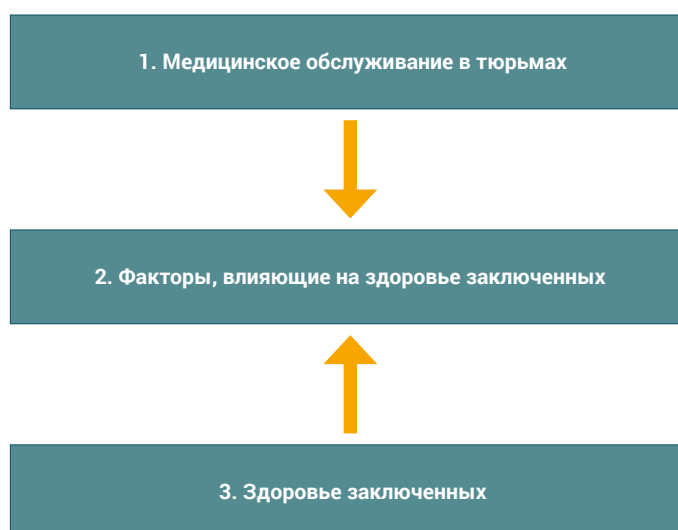 1. Медицинское обслуживание в тюрьмах
2. Факторы, влияющие на здоровье заключенных
3. Здоровье заключенных